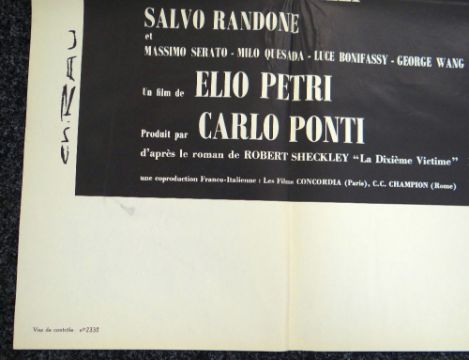 SALVO RANDONE
et
MASSIMO SERATO - MILO QUESADA - LUCE BONIFASSY - GEORGE WANG
Un film de ELIO PETRI
Produit par CARLO PONTI
d'après le roman de ROBERT SHECKLEY "La Dixième Victime"
une coproduction Franco-Italienne : Les Films CONCORDIA (Paris), C.C. CHAMPION (Rome)
ch.RAU
Visa de contrôle n°2330